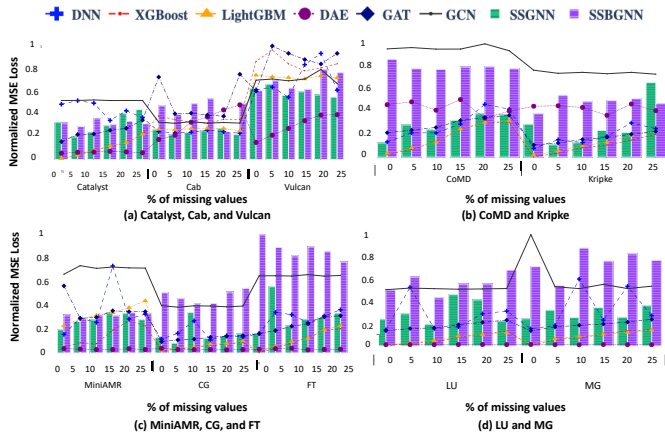 DNN XGBoost LightGBM DAE GAT GCN SSGNN SSBGNN
Normalized MSE Loss
1
0.8
0.6
0.4
0.2
0
0 5 10 15 20 25 0 5 10 15 20 25 0 5 10 15 20 25
Catalyst Cab Vulcan
% of missing values
(a) Catalyst, Cab, and Vulcan
1
0.8
0.6
0.4
0.2
0
0 5 10 15 20 25 0 5 10 15 20 25
CoMD Kripke
% of missing values
(b) CoMD and Kripke
Normalized MSE Loss
1
0.8
0.6
0.4
0.2
0
0 5 10 15 20 25 0 5 10 15 20 25 0 5 10 15 20 25
MiniAMR CG FT
% of missing values
(c) MiniAMR, CG, and FT
1
0.8
0.6
0.4
0.2
0
0 5 10 15 20 25 0 5 10 15 20 25
LU MG
% of missing values
(d) LU and MG